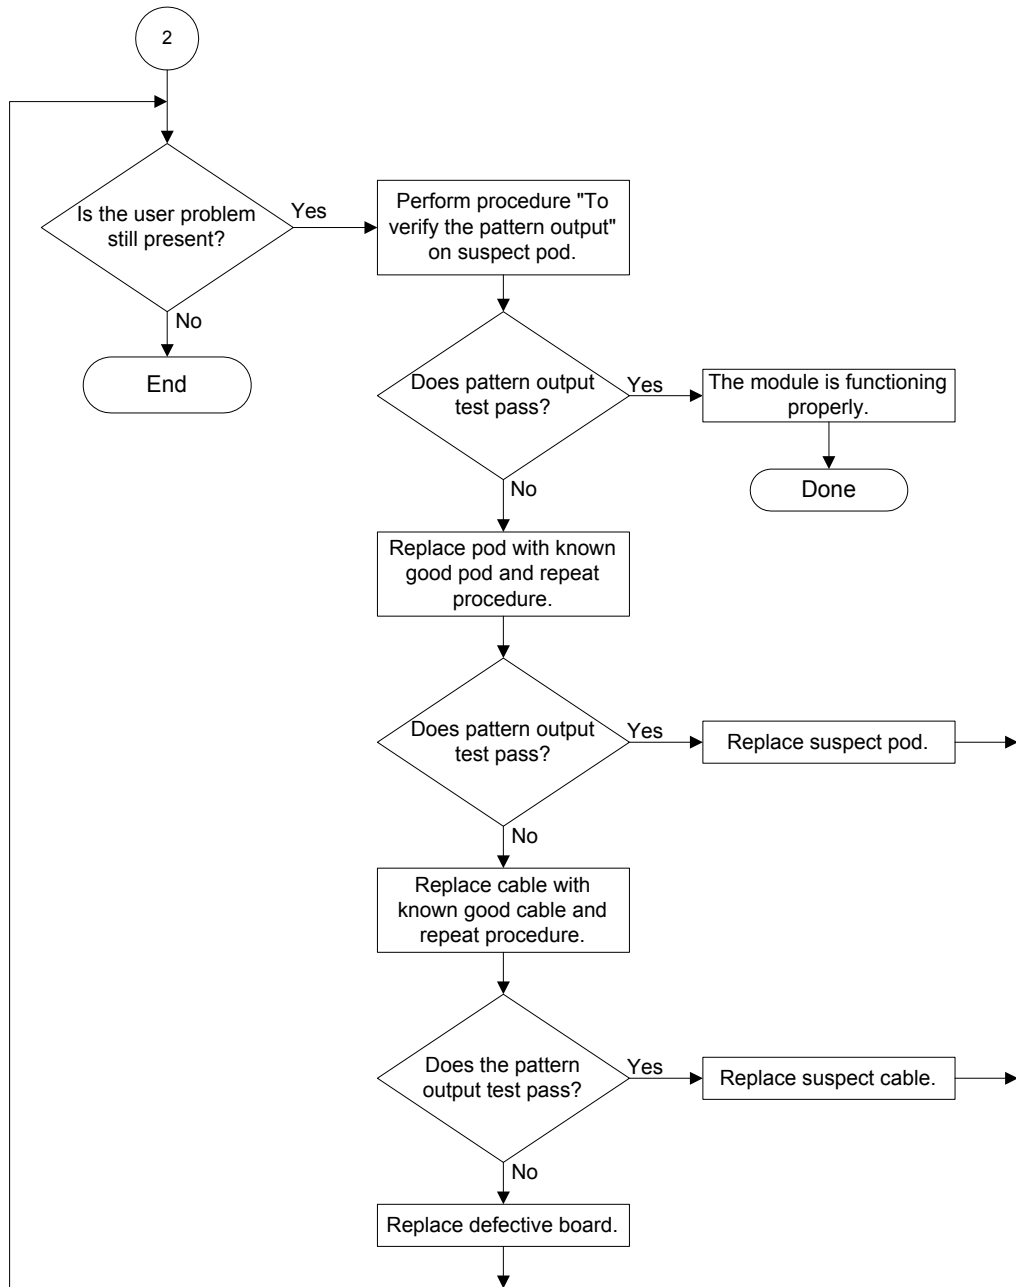 2
Is the user problem
still present?
Yes
No
End
Perform procedure "To
verify the pattern output"
on suspect pod.
Does pattern output
test pass?
Yes
The module is functioning
properly.
Done
No
Replace pod with known
good pod and repeat
procedure.
Does pattern output
test pass?
Yes
Replace suspect pod.
No
Replace cable with
known good cable and
repeat procedure.
Does the pattern
output test pass?
Yes
Replace suspect cable.
No
Replace defective board.